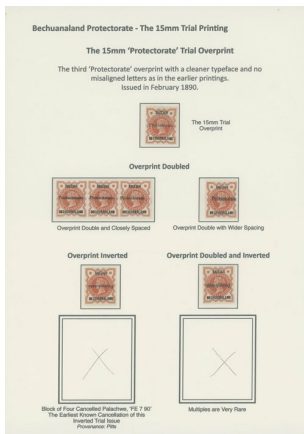 Bechuanaland Protectorate - The 15mm Trial Printing
The 15mm 'Protectorate' Trial Overprint
The third 'Protectorate' overprint with a cleaner typeface and no
misaligned letters as in the earlier printings.
Issued in February 1890.
The 15mm Trial
Overprint
Overprint Doubled
Overprint Double and Closely Spaced
Overprint Double with Wider Spacing
Overprint Inverted
Overprint Doubled and Inverted
Block of Four Cancelled Palachwe, 'FE 7 90'
The Earliest Known Cancellation of this
Inverted Trial Issue
Provenance: Pitts
Multiples are Very Rare